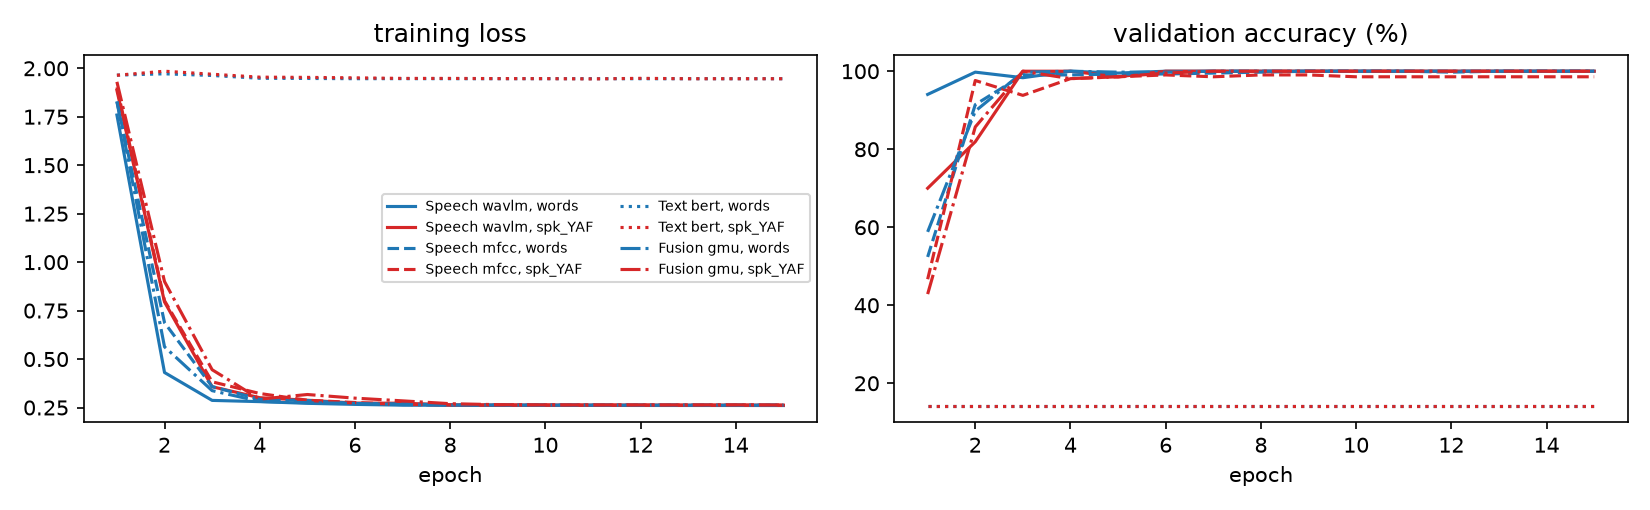 training loss
2.00
1.75
1.50
1.25
1.00
0.75
0.50
0.25
Speech wavlm, words
Speech wavlm, spk_YAF
Speech mfcc, words
Speech mfcc, spk_YAF
Text bert, words
Text bert, spk_YAF
Fusion gmu, words
Fusion gmu, spk_YAF
2 4 6 8 10 12 14
epoch
validation accuracy (%)
100
80
60
40
20
2 4 6 8 10 12 14
epoch